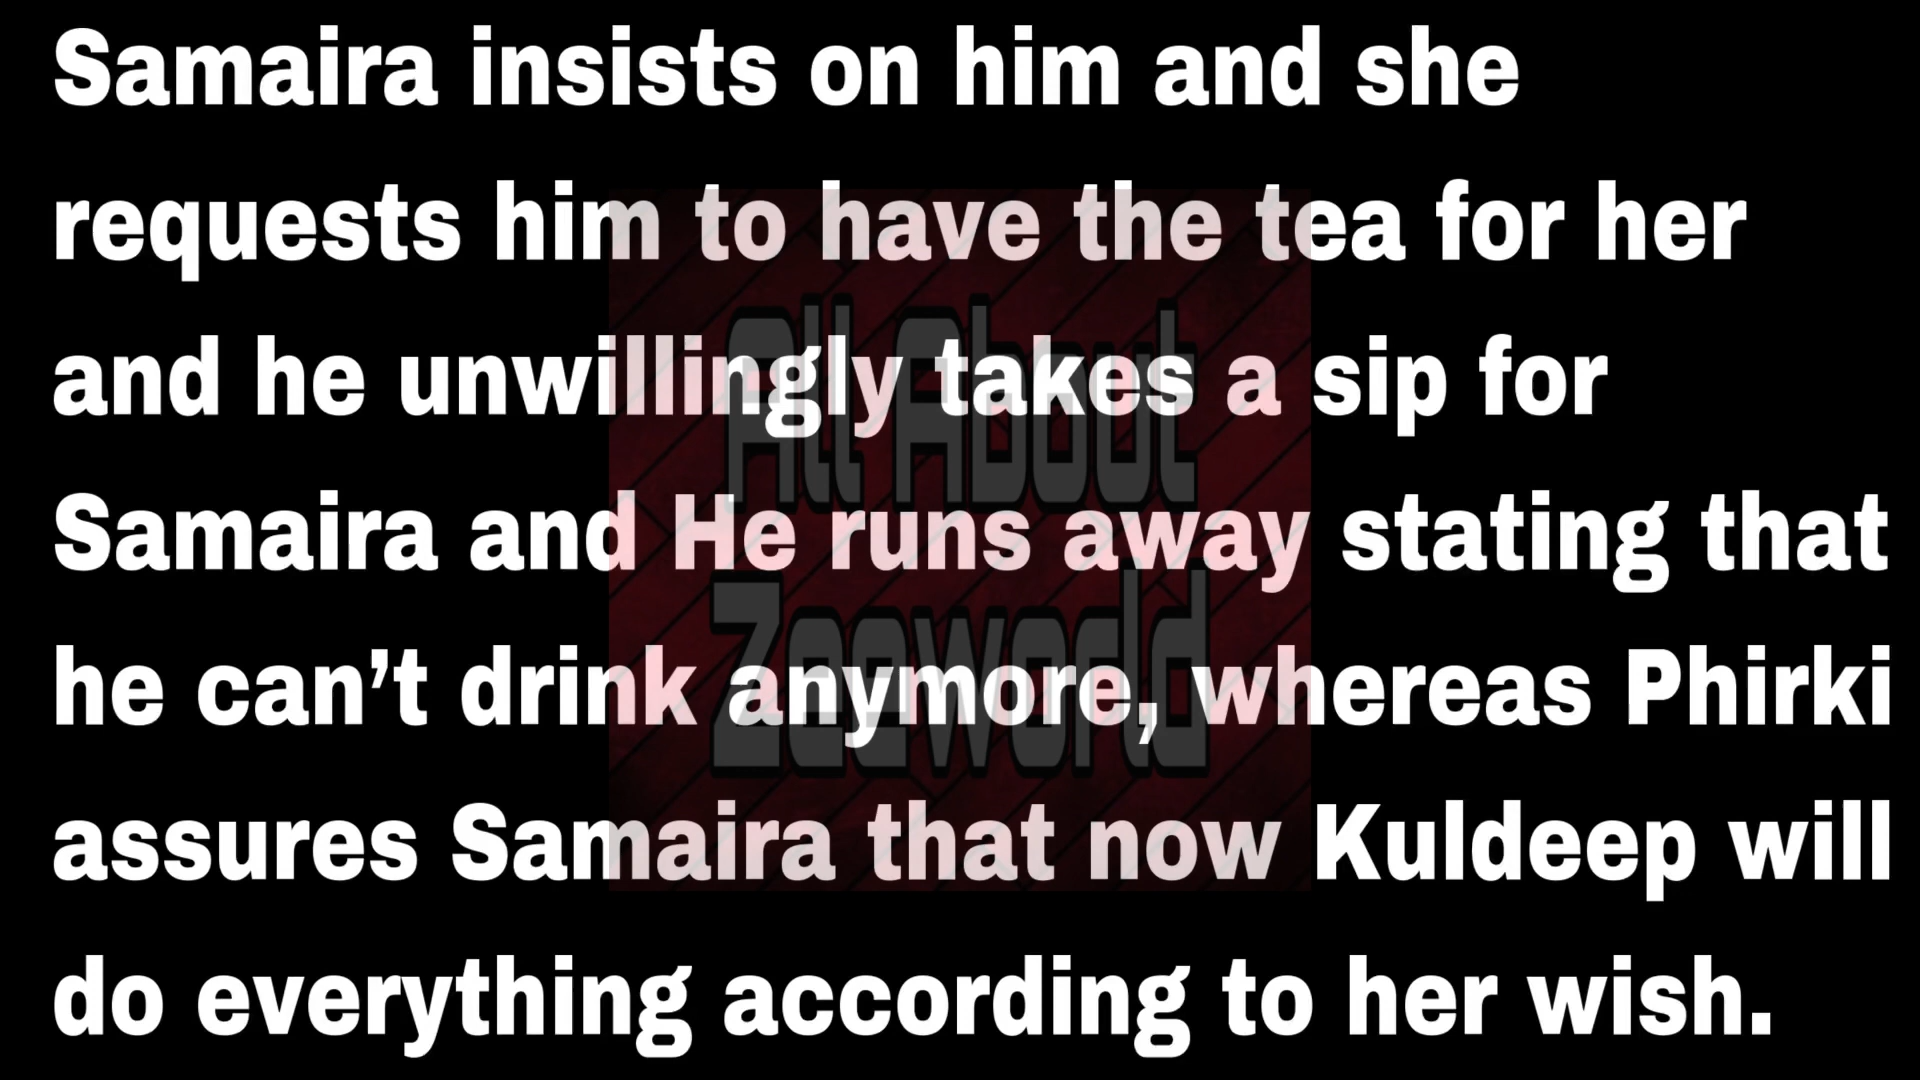 Samaira insists on him and she
requests him to have the tea for her
and he unwillingly takes a sip for
Samaira and He runs away stating that
he can’t drink anymore, whereas Phirki
assures Samaira that now Kuldeep will
do everything according to her wish.
All About
Zeeworld